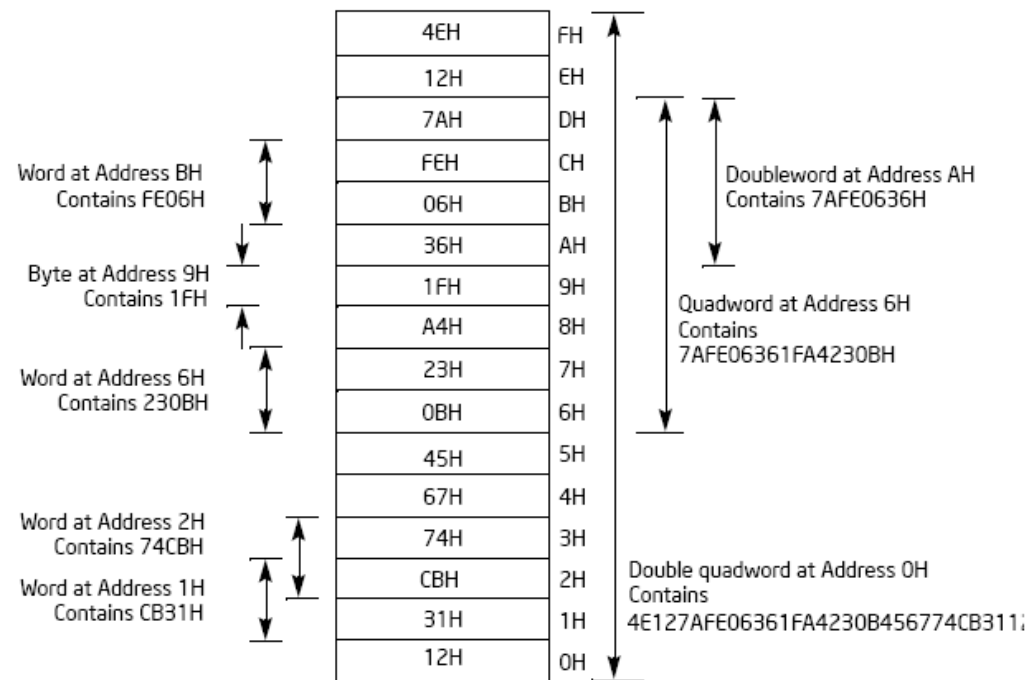 4EH FH
12H EH
7AH DH
FEH CH
06H BH
36H AH
1FH 9H
A4H 8H
23H 7H
0BH 6H
45H 5H
67H 4H
74H 3H
CBH 2H
31H 1H
12H 0H
Word at Address BH
Contains FE06H
Byte at Address 9H
Contains 1FH
Word at Address 6H
Contains 230BH
Word at Address 2H
Contains 74CBH
Word at Address 1H
Contains CB31H
Doubleword at Address AH
Contains 7AFE0636H
Quadword at Address 6H
Contains
7AFE06361FA4230BH
Double quadword at Address 0H
Contains
4E127AFE06361FA4230B456774CB311